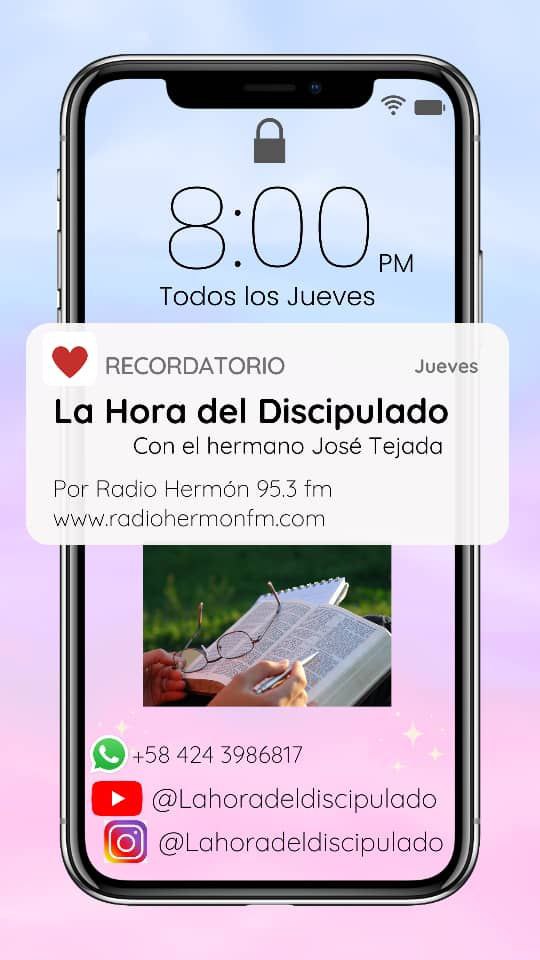 8:00 PM
Todos los Jueves
RECORDATORIO Jueves
La Hora del Discipulado
Con el hermano José Tejada
Por Radio Hermón 95.3 fm
www.radiohermonfm.com
+58 424 3986817
@Lahoradeldiscipulado
@Lahoradeldiscipulado